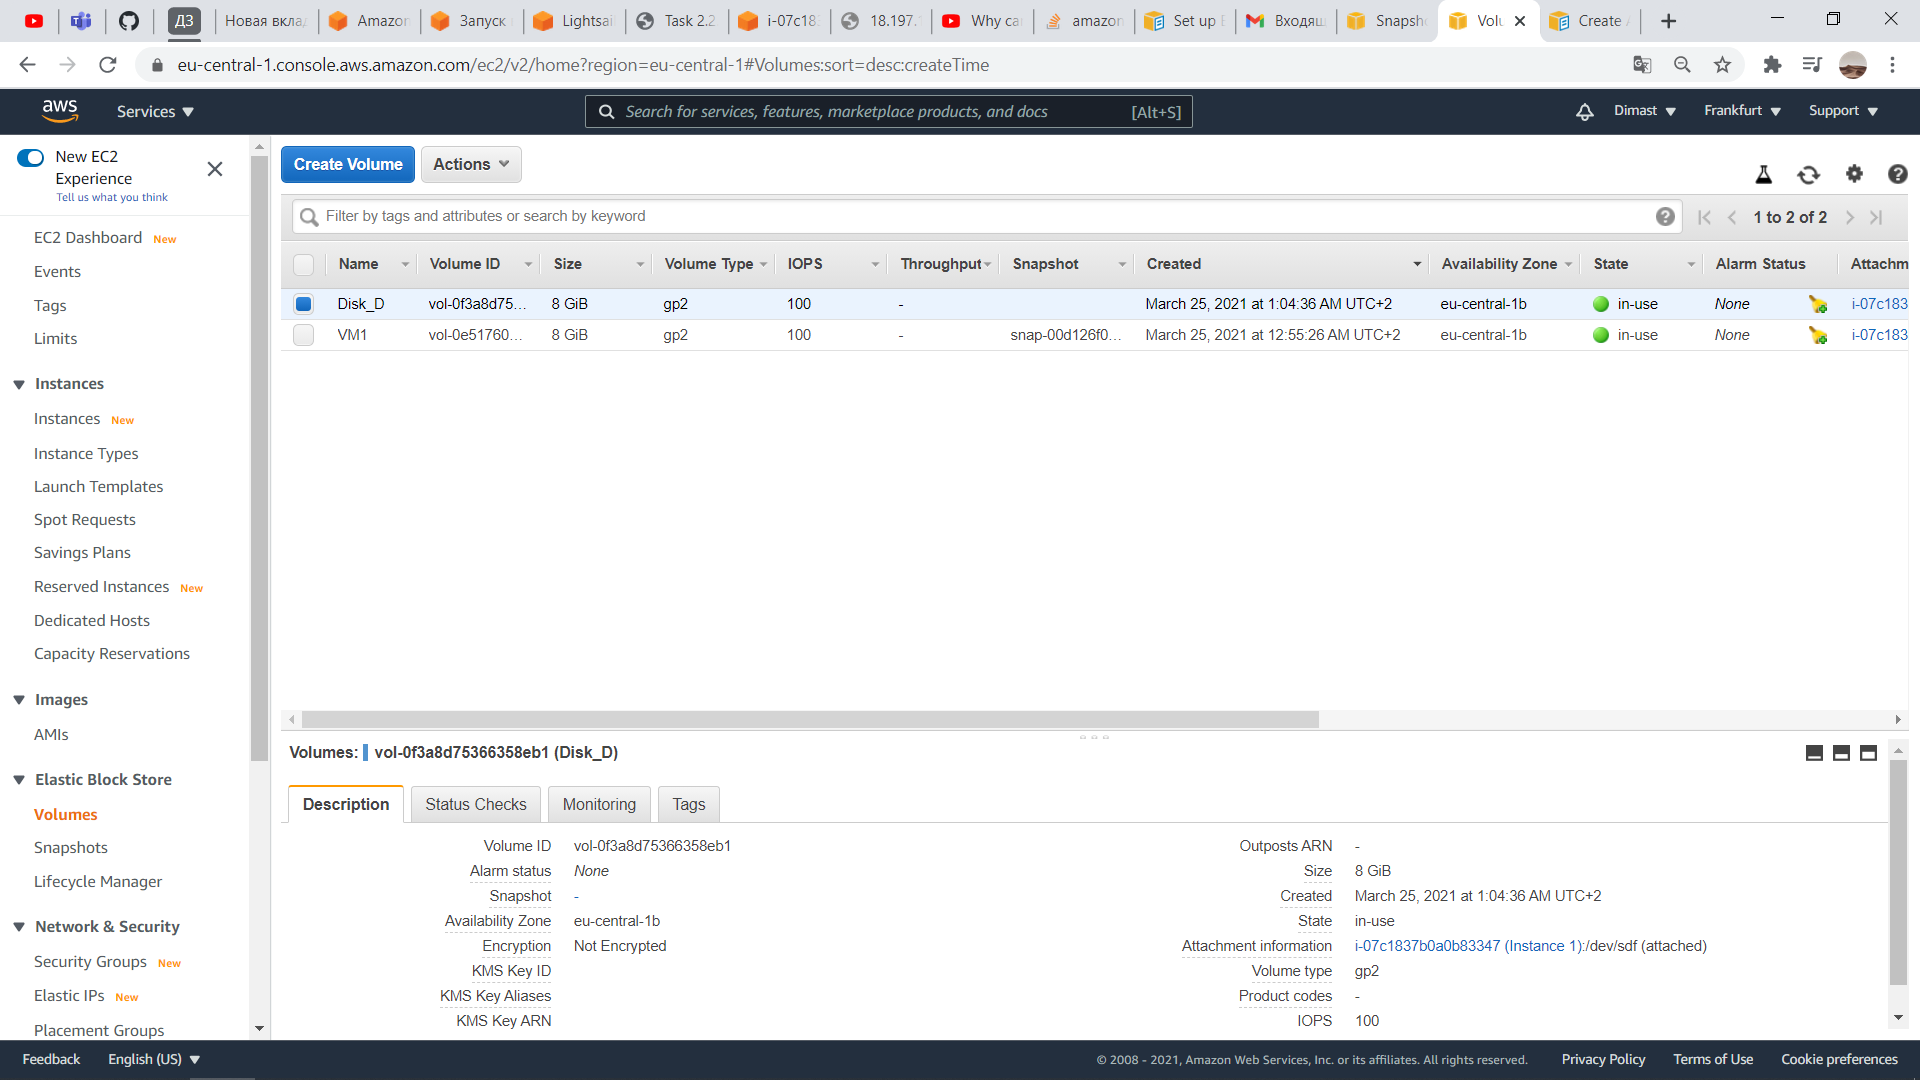 ДЗ
Новая вкла
Amazon
Запуск
Lightsai
Task 2.2
i-07c183
18.197.
Why ca
amazon
Set up E
Входящ
Snapsh
Volu
Create A
eu-central-1.console.aws.amazon.com/ec2/v2/home?region=eu-central-1#Volumes:sort=desc:createTime
aws
Services
Search for services, features, marketplace products, and docs [Alt+S]
Dimast
Frankfurt
Support
New EC2
Experience
Tell us what you think
EC2 Dashboard New
Events
Tags
Limits
Instances
Instances New
Instance Types
Launch Templates
Spot Requests
Savings Plans
Reserved Instances New
Dedicated Hosts
Capacity Reservations
Images
AMIs
Elastic Block Store
Volumes
Snapshots
Lifecycle Manager
Network & Security
Security Groups New
Elastic IPs New
Placement Groups
Create Volume
Actions
Filter by tags and attributes or search by keyword
1 to 2 of 2
Name Volume ID Size Volume Type IOPS Throughput Snapshot Created Availability Zone State Alarm Status Attachm
Disk_D vol-0f3a8d75... 8 GiB gp2 100 - March 25, 2021 at 1:04:36 AM UTC+2 eu-central-1b in-use None i-07c183
VM1 vol-0e51760... 8 GiB gp2 100 - snap-00d126f0... March 25, 2021 at 12:55:26 AM UTC+2 eu-central-1b in-use None i-07c183
Volumes: vol-0f3a8d75366358eb1 (Disk_D)
Description
Status Checks
Monitoring
Tags
Volume ID vol-0f3a8d75366358eb1
Alarm status None
Snapshot -
Availability Zone eu-central-1b
Encryption Not Encrypted
KMS Key ID
KMS Key Aliases
KMS Key ARN
Outposts ARN -
Size 8 GiB
Created March 25, 2021 at 1:04:36 AM UTC+2
State in-use
Attachment information i-07c1837b0a0b83347 (Instance 1):/dev/sdf (attached)
Volume type gp2
Product codes -
IOPS 100
Feedback
English (US)
© 2008 - 2021, Amazon Web Services, Inc. or its affiliates. All rights reserved.
Privacy Policy
Terms of Use
Cookie preferences